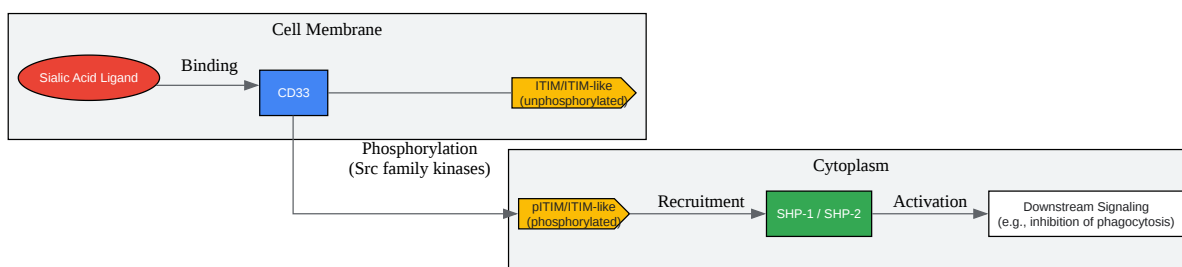 Cell Membrane
Sialic Acid Ligand
Binding
CD33
ITIM/ITIM-like
(unphosphorylated)
Phosphorylation
(Src family kinases)
Cytoplasm
pITIM/ITIM-like
(phosphorylated)
Recruitment
SHP-1 / SHP-2
Activation
Downstream Signaling
(e.g., inhibition of phagocytosis)